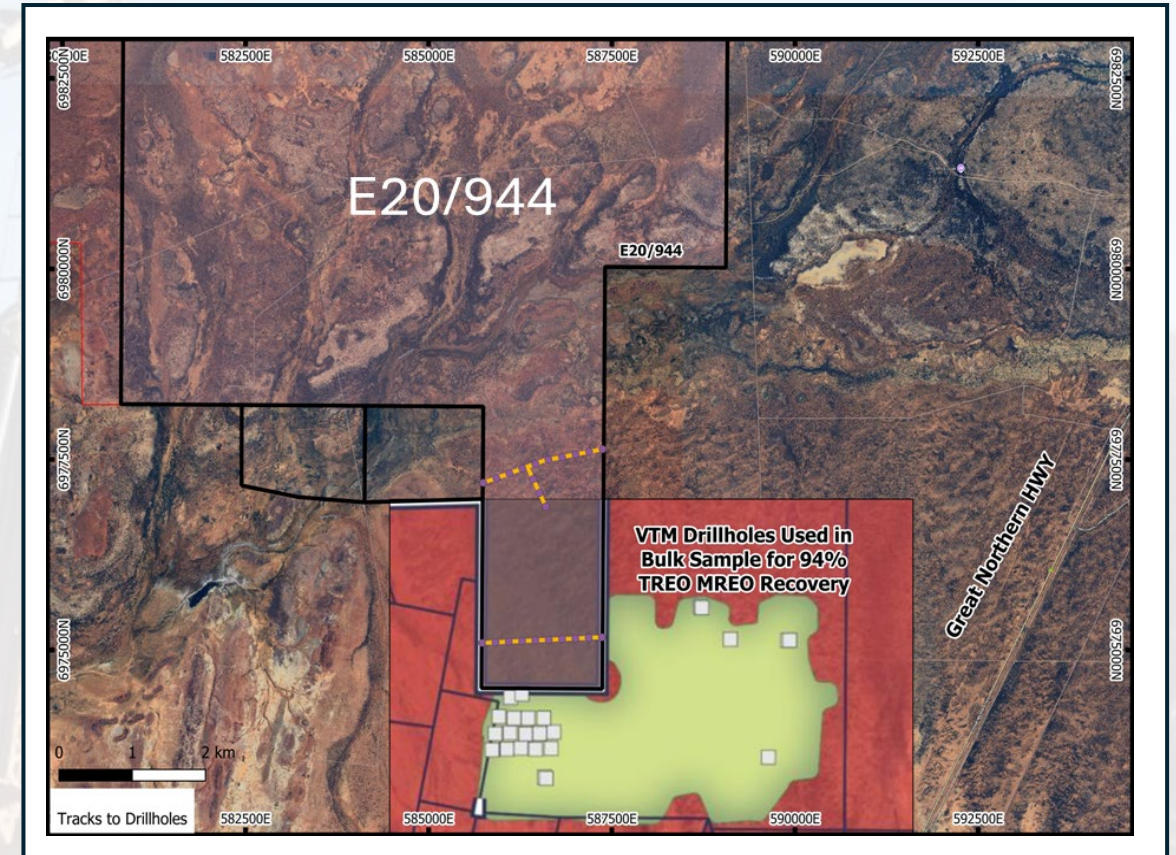 582500E
585000E
587500E
590000E
592500E
6982500N
6982500N
E20/944
E20/944
6980000N
6980000N
6977500N
6977500N
VTM Drillholes Used in
Bulk Sample for 94%
TREO MREO Recovery
Great Northern HWY
6975000N
6975000N
0 1 2 km
Tracks to Drillholes
582500E
585000E
587500E
590000E
592500E